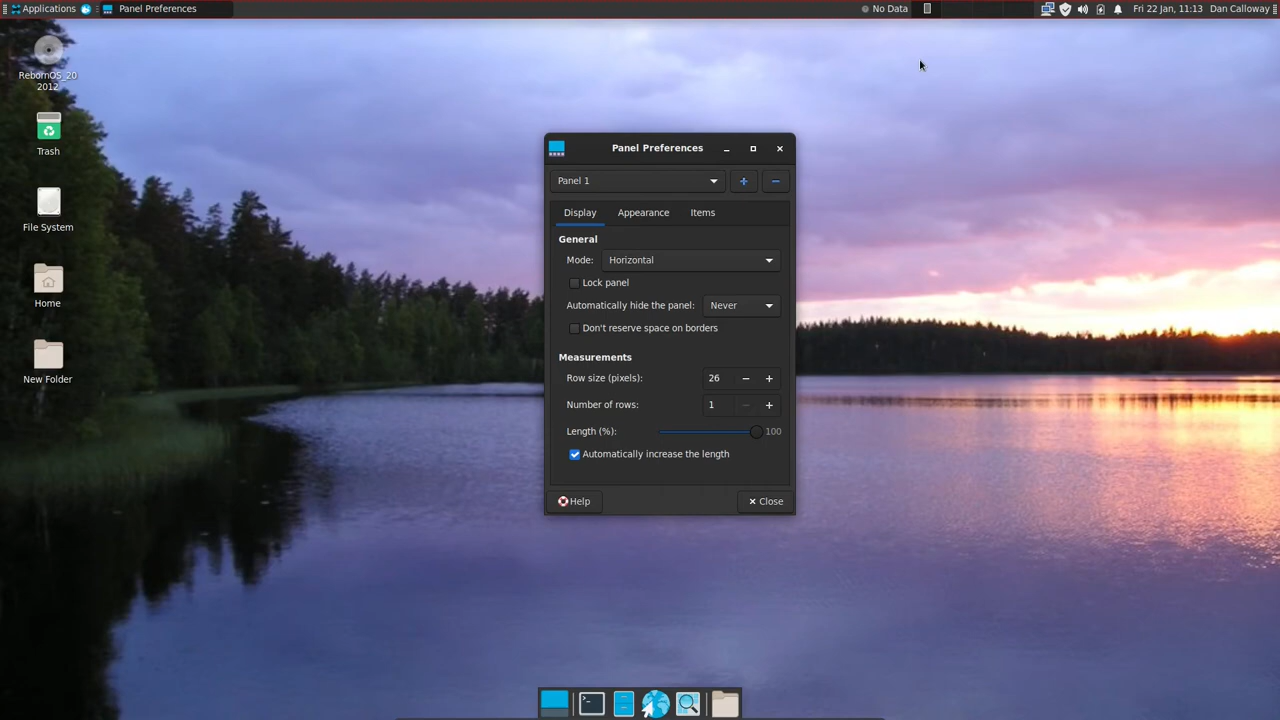 Applications
Panel Preferences
No Data
Fri 22 Jan, 11:13
Dan Calloway
RebornOS_20
2012
Trash
File System
Home
New Folder
Panel Preferences
Panel 1
Display
Appearance
Items
General
Mode: Horizontal
Lock panel
Automatically hide the panel: Never
Don't reserve space on borders
Measurements
Row size (pixels): 26
Number of rows: 1
Length (%): 100
Automatically increase the length
Help
Close